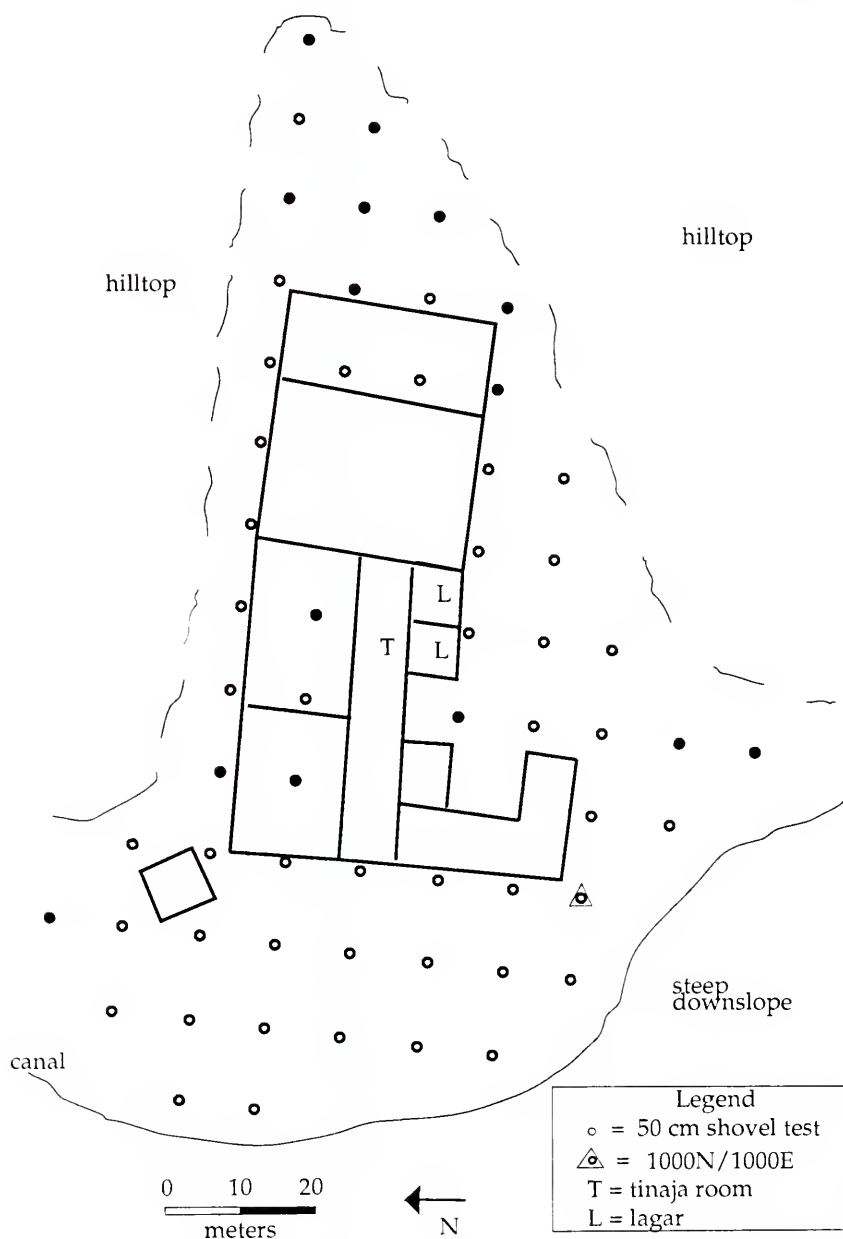 hilltop
hilltop
L
T
L
steep
downslope
canal
Legend
= 50 cm shovel test
= 1000N/1000E
T = tinaja room
L = lagar
0 10 20
meters
N